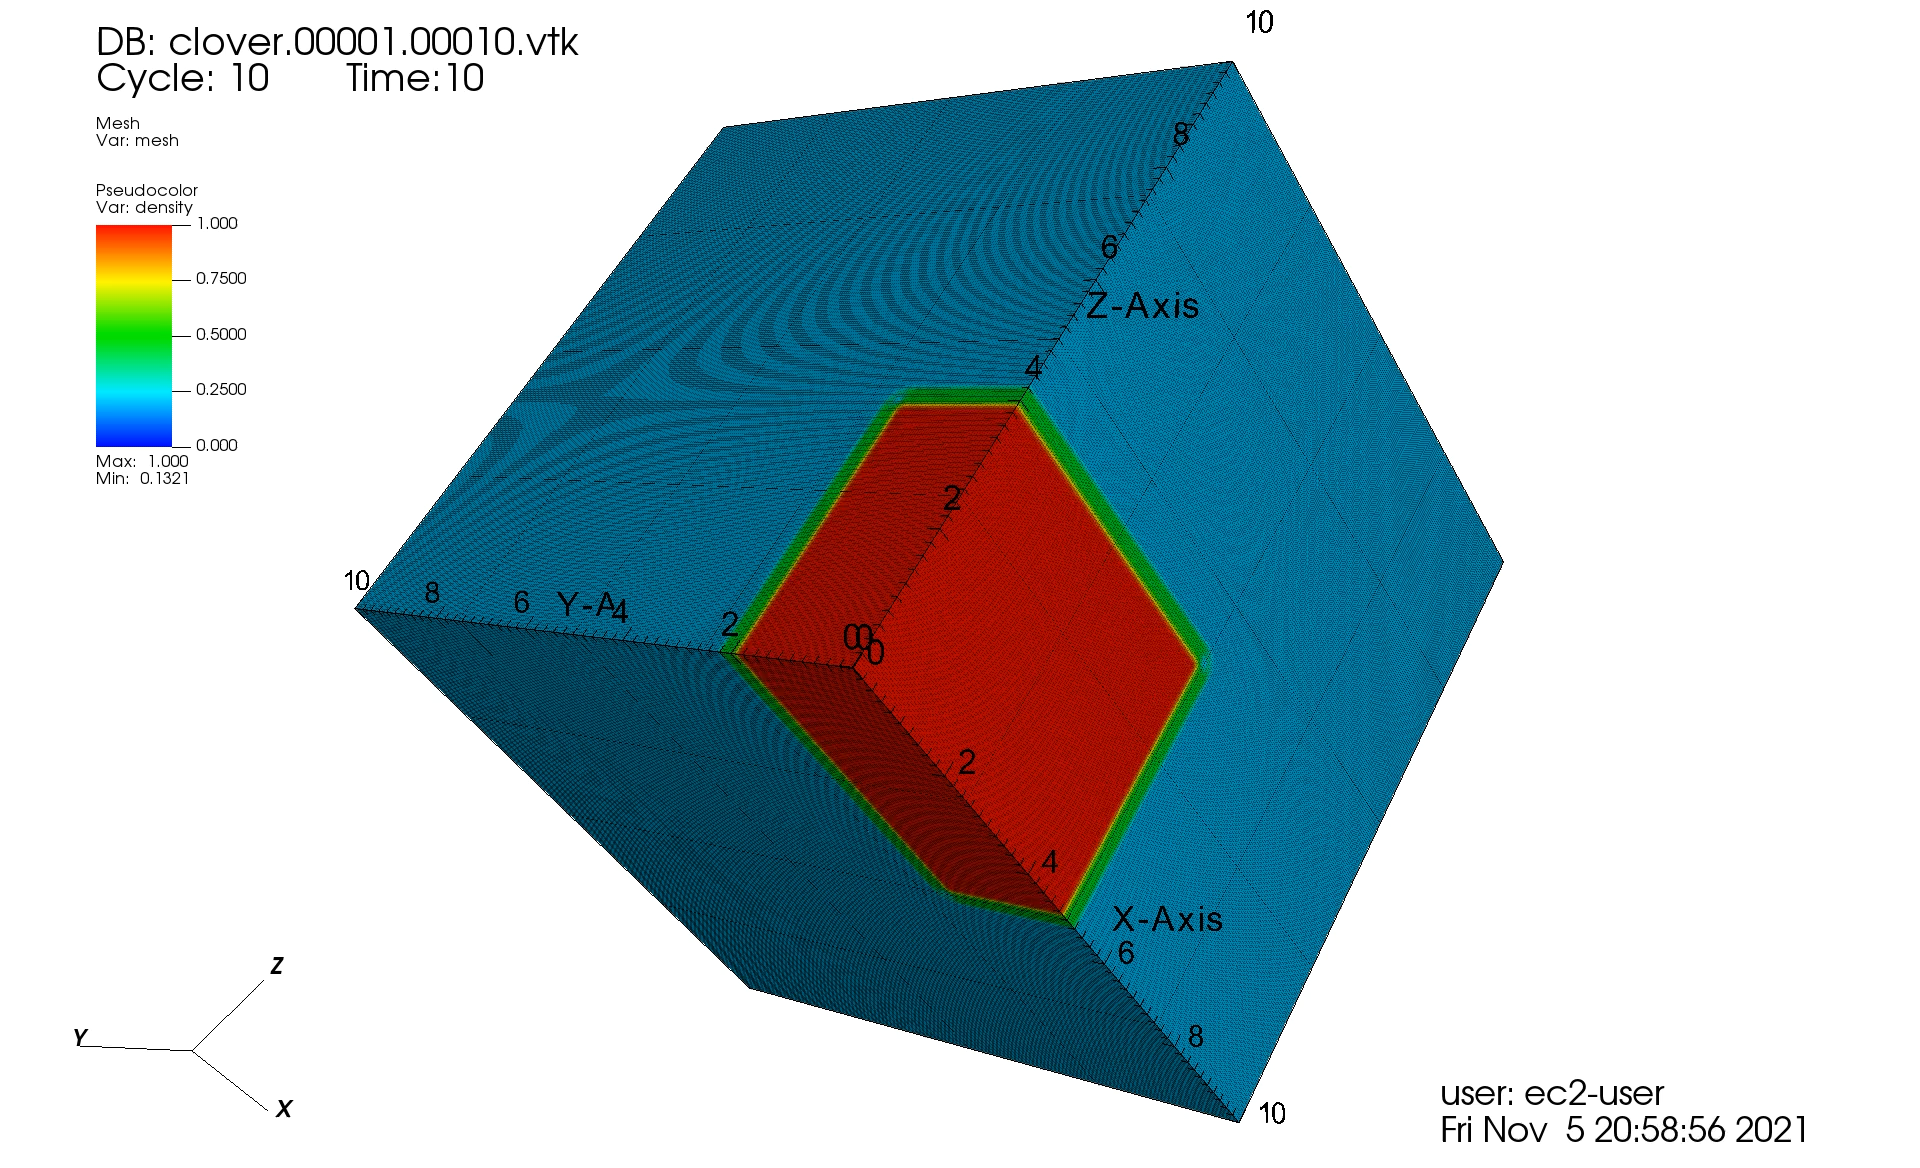 DB: clover.00001.00010.vtk
Cycle: 10 Time:10
Mesh
Var: mesh
Pseudocolor
Var: density
1.000
0.7500
0.5000
0.2500
0.000
Max: 1.000
Min: 0.1321
10
8
6
Z-Axis
4
2
10
8
6
Y-A
4
2
0
0
0
2
4
X-Axis
6
8
10
Z
Y
X
user: ec2-user
Fri Nov 5 20:58:56 2021